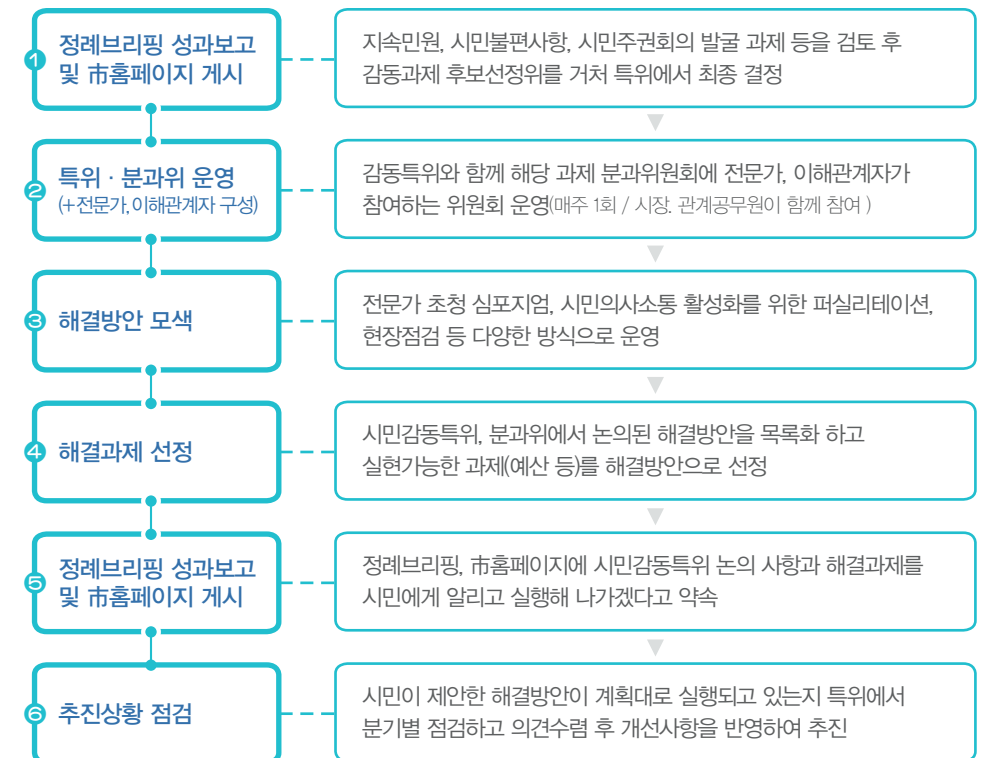 ① 정례브리핑 성과보고
및 市홈페이지 게시
지속민원, 시민불편사항, 시민주권회의 발굴 과제 등을 검토 후
감동과제 후보선정위를 거처 특위에서 최종 결정
② 특위 · 분과위 운영
(+전문가, 이해관계자 구성)
감동특위와 함께 해당 과제 분과위원회에 전문가, 이해관계자가
참여하는 위원회 운영(매주 1회 / 시장. 관계공무원이 함께 참여 )
③ 해결방안 모색
전문가 초청 심포지엄, 시민의사소통 활성화를 위한 퍼실리테이션,
현장점검 등 다양한 방식으로 운영
④ 해결과제 선정
시민감동특위, 분과위에서 논의된 해결방안을 목록화 하고
실현가능한 과제(예산 등)를 해결방안으로 선정
⑤ 정례브리핑 성과보고
및 市홈페이지 게시
정례브리핑, 市홈페이지에 시민감동특위 논의 사항과 해결과제를
시민에게 알리고 실행해 나가겠다고 약속
⑥ 추진상황 점검
시민이 제안한 해결방안이 계획대로 실행되고 있는지 특위에서
분기별 점검하고 의견수렴 후 개선사항을 반영하여 추진